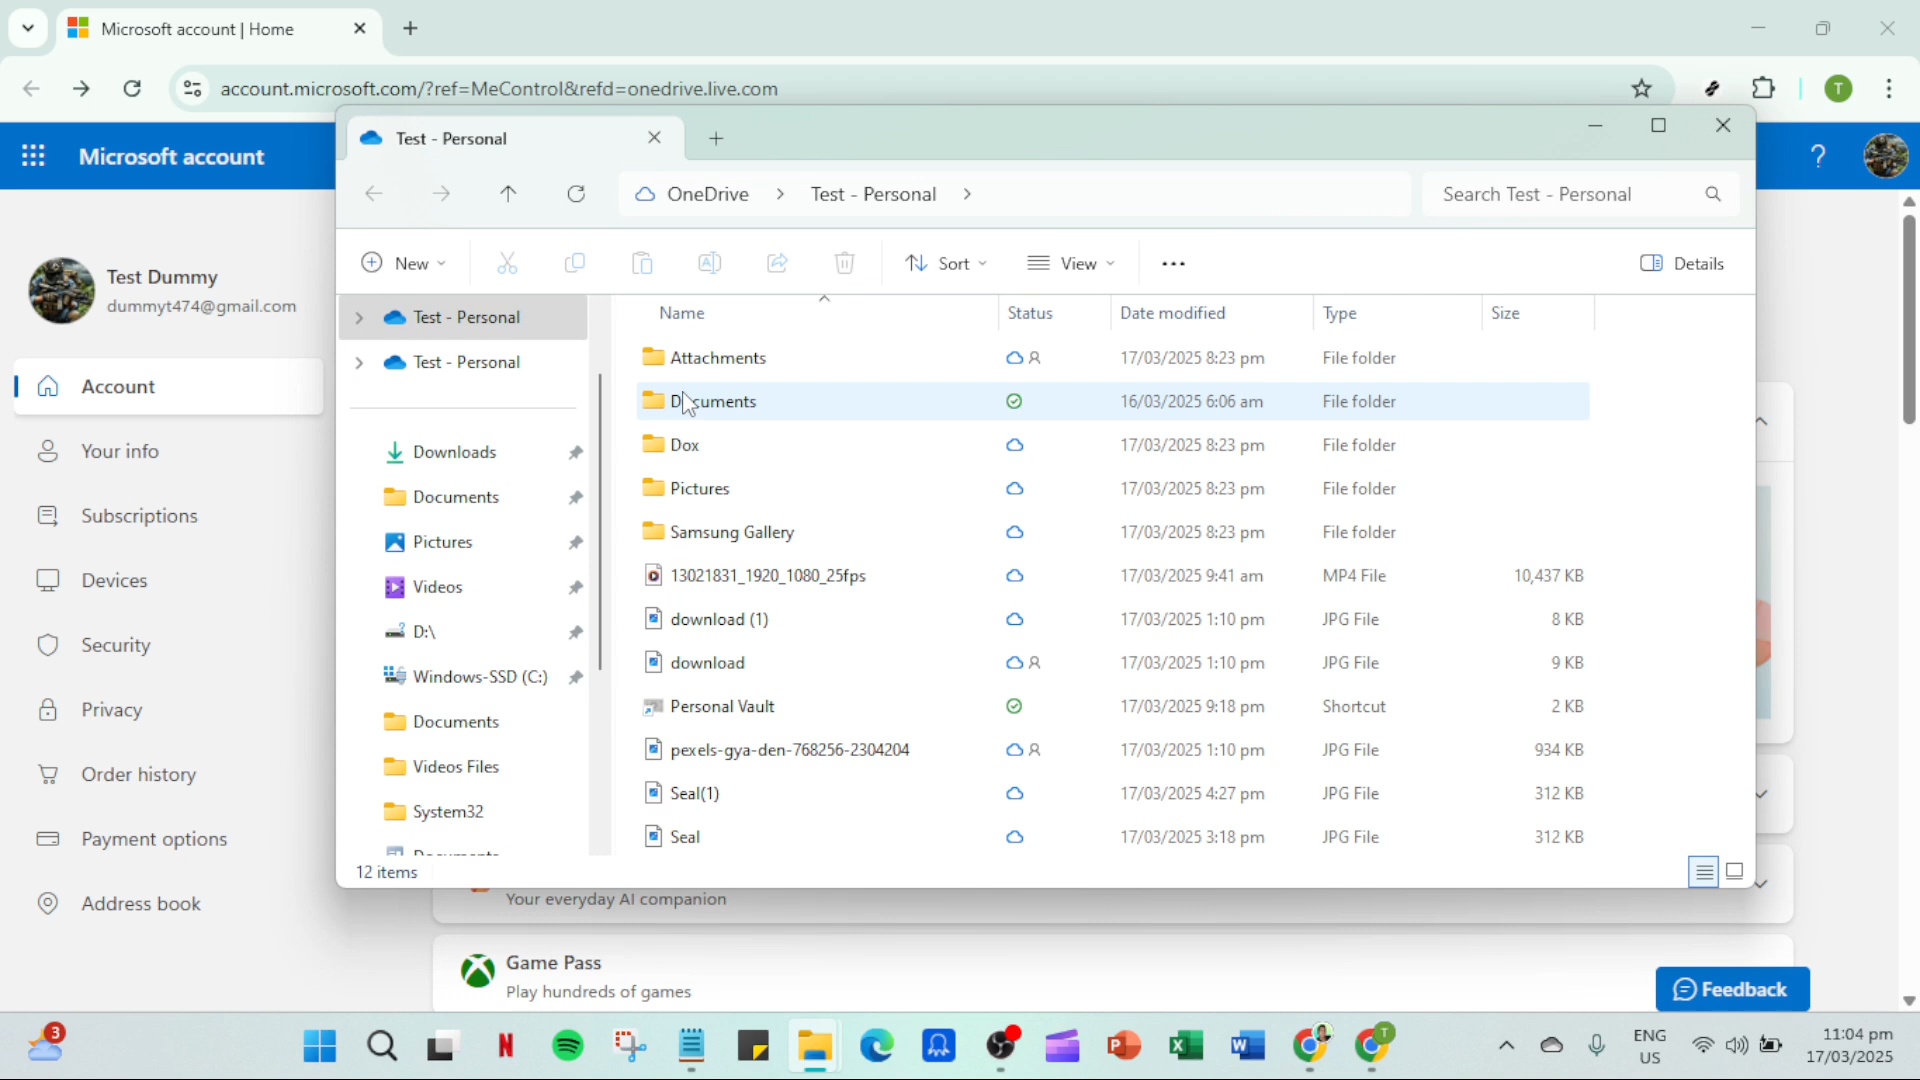 Microsoft account | Home
account.microsoft.com/?ref=MeControl&refd=onedrive.live.com
T
Microsoft account
Test - Personal
OneDrive
Test - Personal
Search Test - Personal
New
Sort
View
Details
Test Dummy
dummyt474@gmail.com
Account
Your info
Subscriptions
Devices
Security
Privacy
Order history
Payment options
Address book
Test - Personal
Test - Personal
Downloads
Documents
Pictures
Videos
D:\
Windows-SSD (C:)
Documents
Videos Files
System32
Documents
Name Status Date modified Type Size
Attachments 17/03/2025 8:23 pm File folder
Documents 16/03/2025 6:06 am File folder
Dox 17/03/2025 8:23 pm File folder
Pictures 17/03/2025 8:23 pm File folder
Samsung Gallery 17/03/2025 8:23 pm File folder
13021831_1920_1080_25fps 17/03/2025 9:41 am MP4 File 10,437 KB
download (1) 17/03/2025 1:10 pm JPG File 8 KB
download 17/03/2025 1:10 pm JPG File 9 KB
Personal Vault 17/03/2025 9:18 pm Shortcut 2 KB
pexels-gya-den-768256-2304204 17/03/2025 1:10 pm JPG File 934 KB
Seal(1) 17/03/2025 4:27 pm JPG File 312 KB
Seal 17/03/2025 3:18 pm JPG File 312 KB
12 items
Your everyday AI companion
Game Pass
Play hundreds of games
Feedback
3
N
P
X
W
T
ENG
US
11:04 pm
17/03/2025